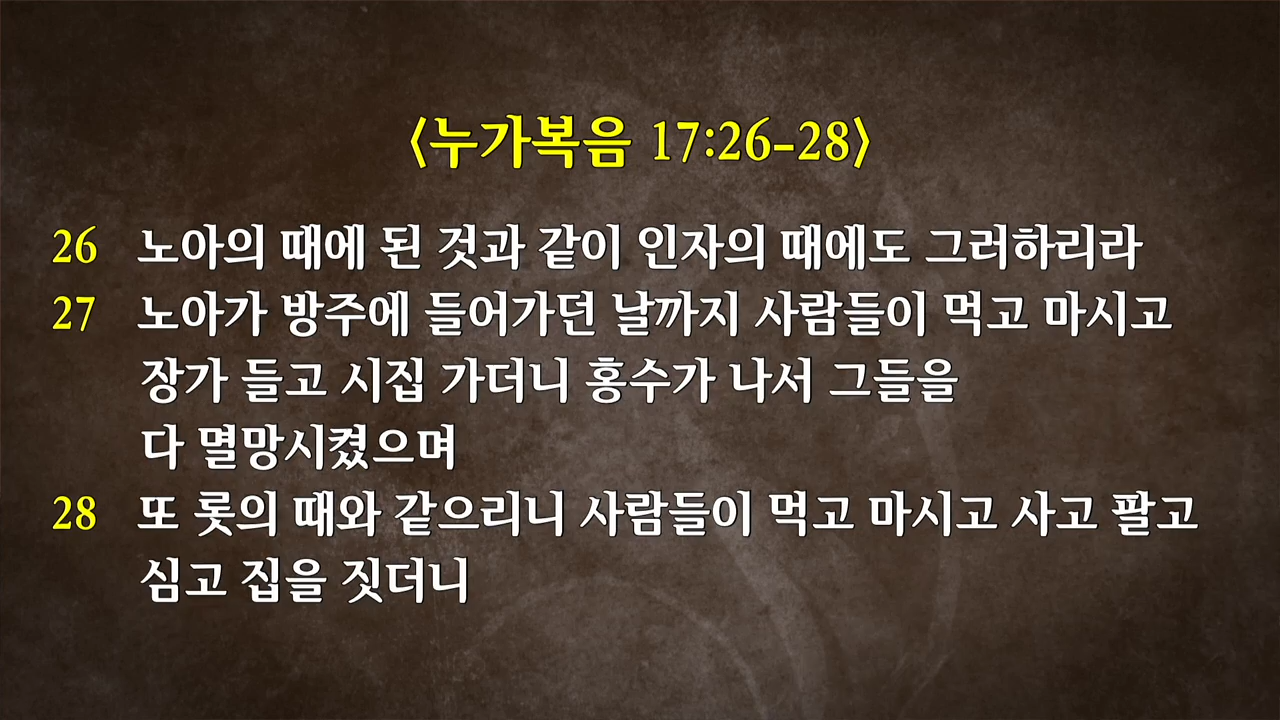 〈누가복음 17:26-28〉
26 노아의 때에 된 것과 같이 인자의 때에도 그러하리라
27 노아가 방주에 들어가던 날까지 사람들이 먹고 마시고
장가 들고 시집 가더니 홍수가 나서 그들을
다 멸망시켰으며
28 또 롯의 때와 같으리니 사람들이 먹고 마시고 사고 팔고
심고 집을 짓더니